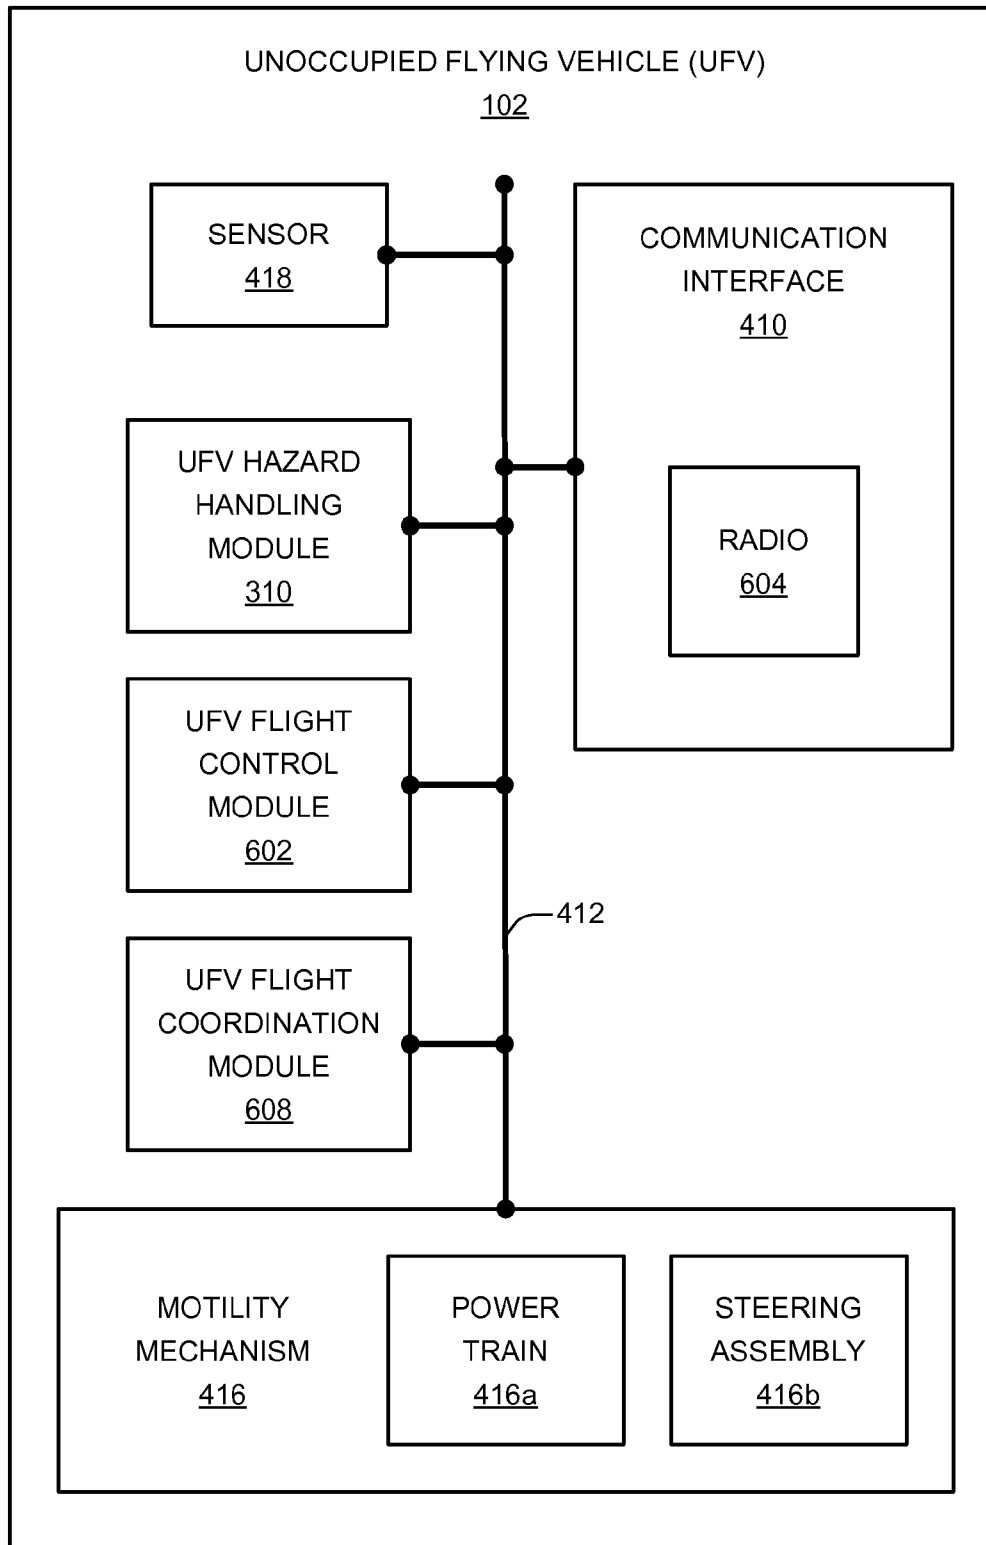 UNOCCUPIED FLYING VEHICLE (UFV)
102
SENSOR
418
COMMUNICATION
INTERFACE
410
UFV HAZARD
HANDLING
MODULE
310
RADIO
604
UFV FLIGHT
CONTROL
MODULE
602
412
UFV FLIGHT
COORDINATION
MODULE
608
MOTILITY
MECHANISM
416
POWER
TRAIN
416a
STEERING
ASSEMBLY
416b